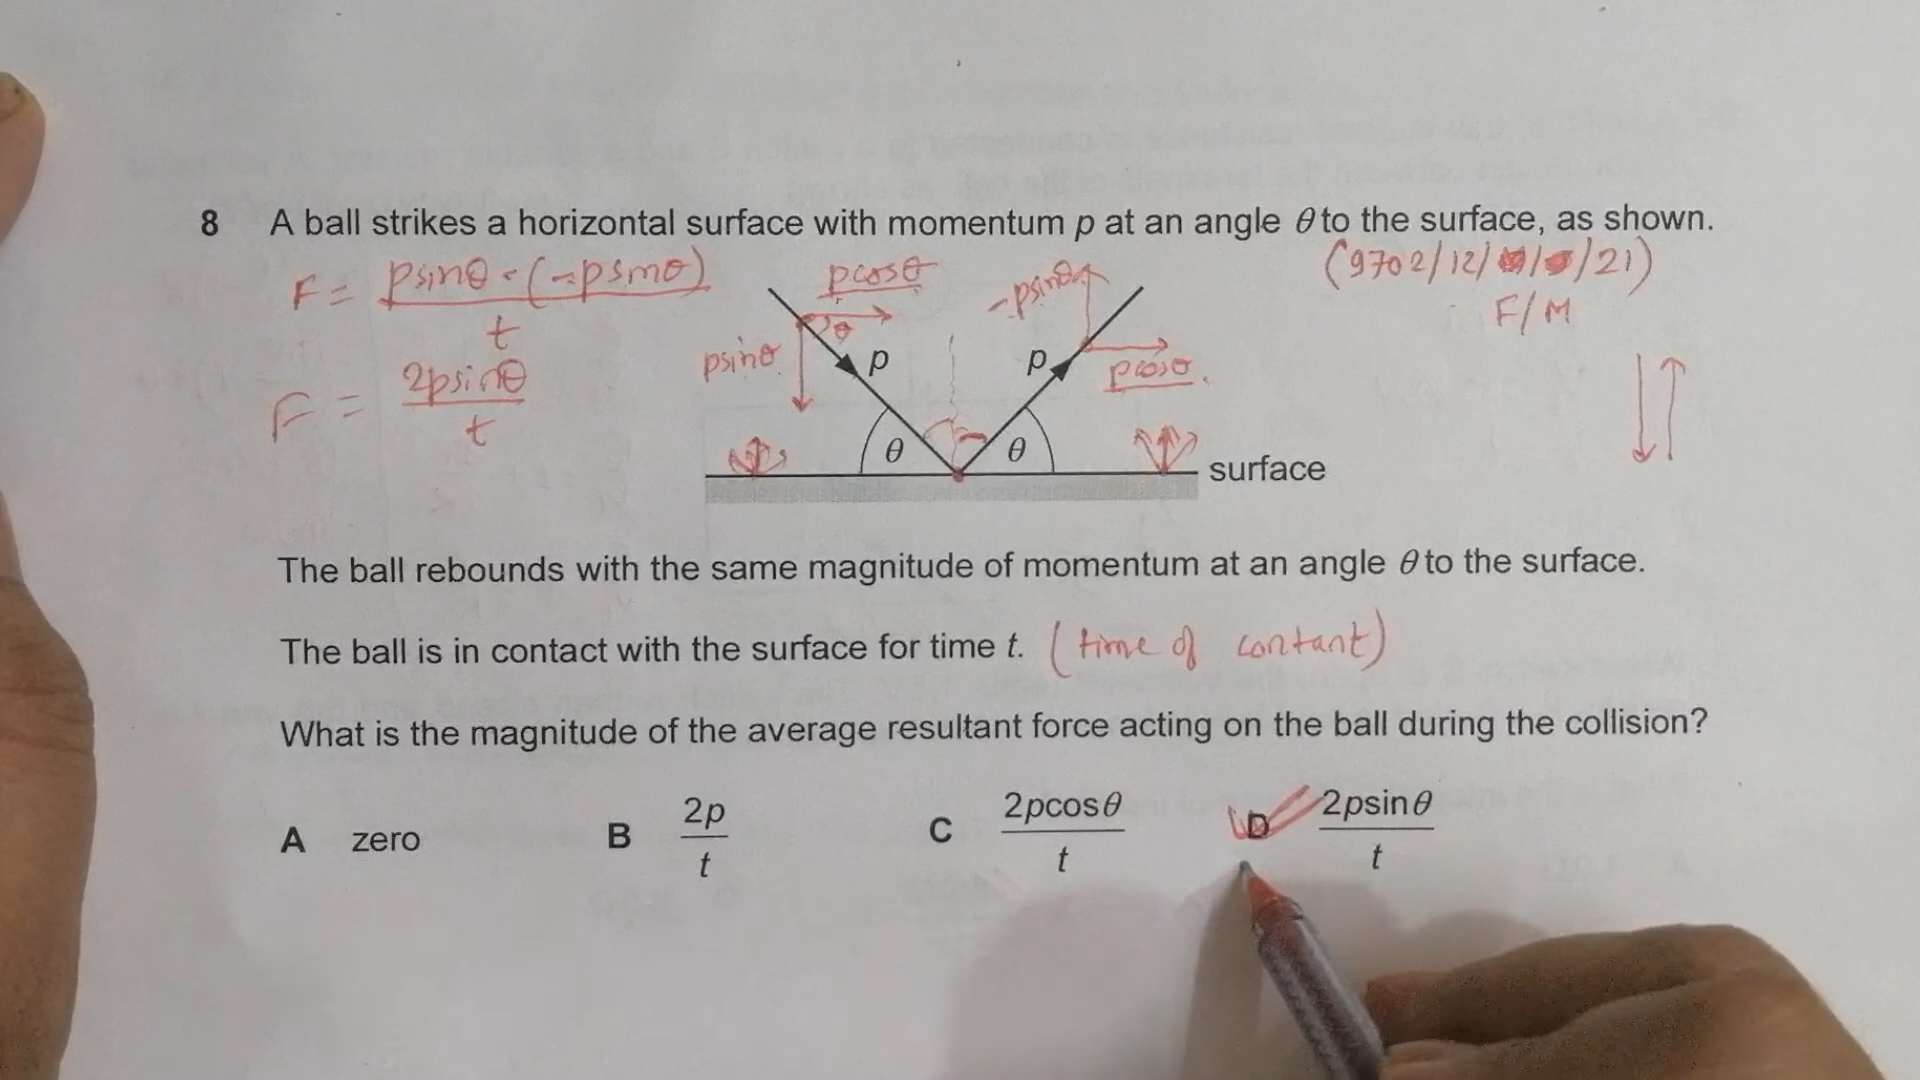 8 A ball strikes a horizontal surface with momentum p at an angle θ to the surface, as shown.
F = psinθ - (-psinθ)
t
F = 2psinθ
t
pcosθ
-psinθ
(9702/12/ /21)
F/M
θ
psinθ
p
p
pcosθ.
θ
θ
surface
The ball rebounds with the same magnitude of momentum at an angle θ to the surface.
The ball is in contact with the surface for time t. (time of contant)
What is the magnitude of the average resultant force acting on the ball during the collision?
A zero B 2p/t C 2pcosθ/t D 2psinθ/t